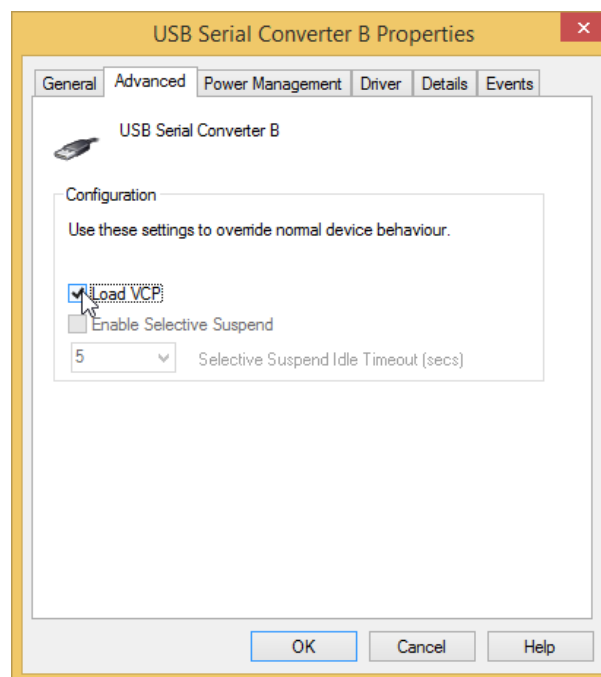 USB Serial Converter B Properties
General Advanced Power Management Driver Details Events
USB Serial Converter B
Configuration
Use these settings to override normal device behaviour.
Load VCP
Enable Selective Suspend
5 Selective Suspend Idle Timeout (secs)
OK Cancel Help